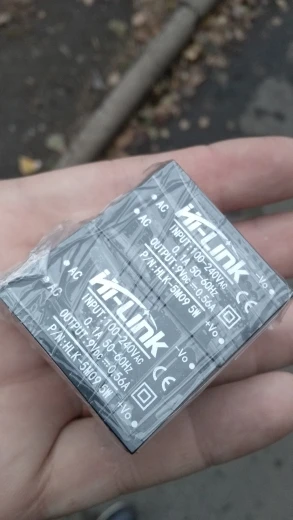 AC
AC
Hi-Link
INPUT:100-240VAC
0.1A 50-60Hz
OUTPUT:9VDC⎓0.56A
P/N:HLK-5M09 5W
-Vo
+Vo
CE
AC
AC
Hi-Link
INPUT:100-240VAC
0.1A 50-60Hz
OUTPUT:9VDC⎓0.56A
P/N:HLK-5M09 5W
-Vo
+Vo
CE